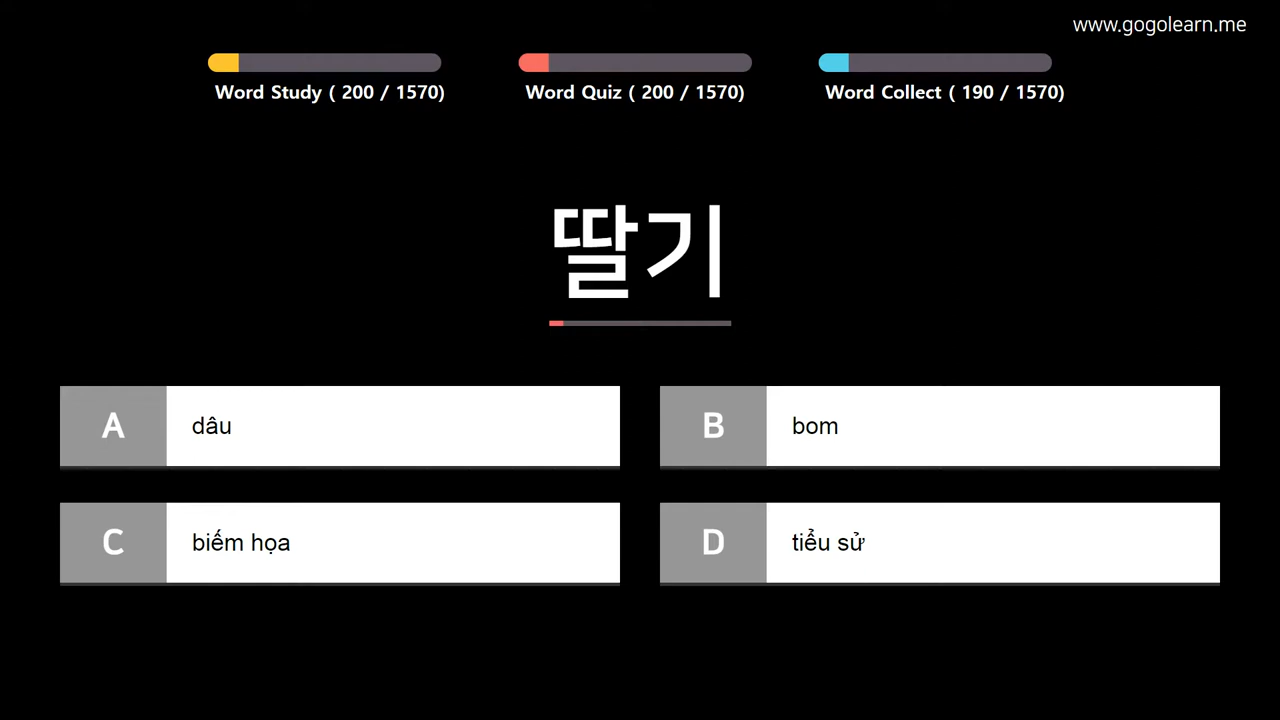 www.gogolearn.me
Word Study ( 200 / 1570)
Word Quiz ( 200 / 1570)
Word Collect ( 190 / 1570)
딸기
A dâu
B bom
C biếm họa
D tiểu sử